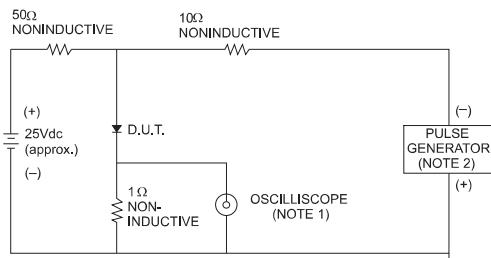 50Ω
NONINDUCTIVE
10Ω
NONINDUCTIVE
(+)
25Vdc
(approx.)
(–)
D.U.T.
1Ω
NON-
INDUCTIVE
OSCILLISCOPE
(NOTE 1)
(–)
PULSE
GENERATOR
(NOTE 2)
(+)